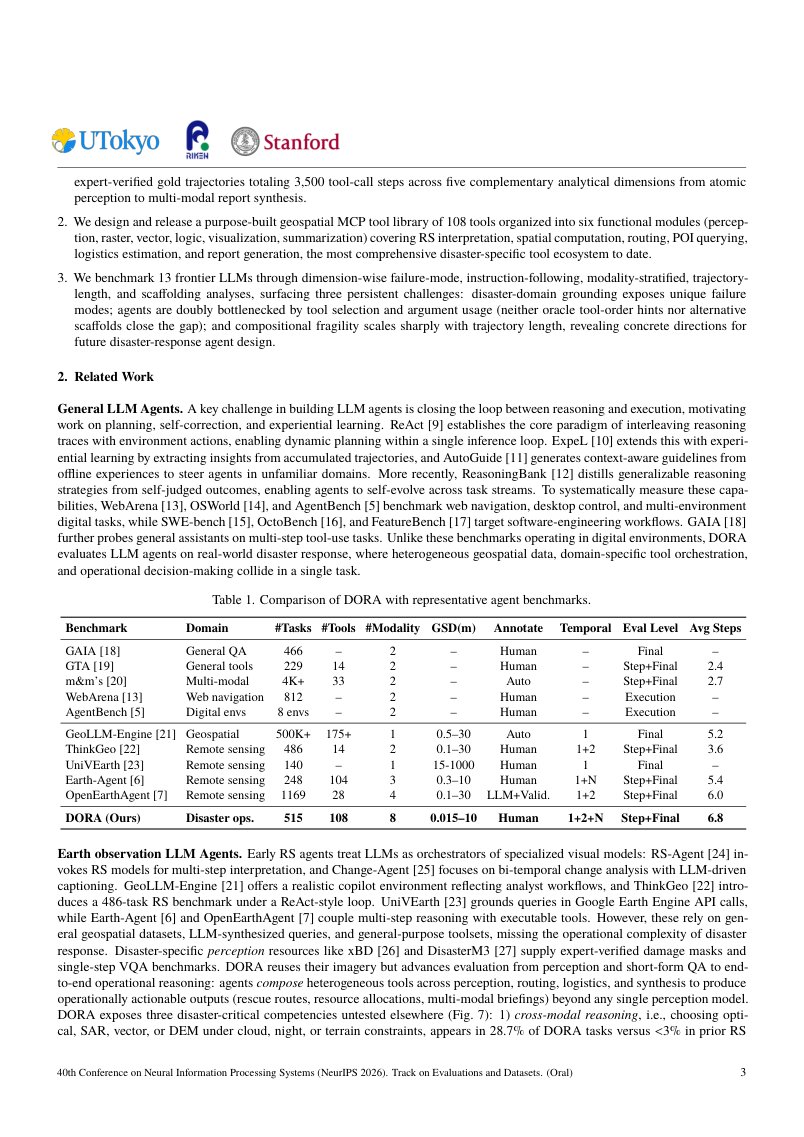 UTokyo
RIKEN
Stanford
expert-verified gold trajectories totaling 3,500 tool-call steps across five complementary analytical dimensions from atomic
perception to multi-modal report synthesis.
2. We design and release a purpose-built geospatial MCP tool library of 108 tools organized into six functional modules (percep-
tion, raster, vector, logic, visualization, summarization) covering RS interpretation, spatial computation, routing, POI querying,
logistics estimation, and report generation, the most comprehensive disaster-specific tool ecosystem to date.
3. We benchmark 13 frontier LLMs through dimension-wise failure-mode, instruction-following, modality-stratified, trajectory-
length, and scaffolding analyses, surfacing three persistent challenges: disaster-domain grounding exposes unique failure
modes; agents are doubly bottlenecked by tool selection and argument usage (neither oracle tool-order hints nor alternative
scaffolds close the gap); and compositional fragility scales sharply with trajectory length, revealing concrete directions for
future disaster-response agent design.
2. Related Work
General LLM Agents. A key challenge in building LLM agents is closing the loop between reasoning and execution, motivating
work on planning, self-correction, and experiential learning. ReAct [9] establishes the core paradigm of interleaving reasoning
traces with environment actions, enabling dynamic planning within a single inference loop. ExpeL [10] extends this with experi-
ential learning by extracting insights from accumulated trajectories, and AutoGuide [11] generates context-aware guidelines from
offline experiences to steer agents in unfamiliar domains. More recently, ReasoningBank [12] distills generalizable reasoning
strategies from self-judged outcomes, enabling agents to self-evolve across task streams. To systematically measure these capa-
bilities, WebArena [13], OSWorld [14], and AgentBench [5] benchmark web navigation, desktop control, and multi-environment
digital tasks, while SWE-bench [15], OctoBench [16], and FeatureBench [17] target software-engineering workflows. GAIA [18]
further probes general assistants on multi-step tool-use tasks. Unlike these benchmarks operating in digital environments, DORA
evaluates LLM agents on real-world disaster response, where heterogeneous geospatial data, domain-specific tool orchestration,
and operational decision-making collide in a single task.
Table 1. Comparison of DORA with representative agent benchmarks.
Benchmark Domain #Tasks #Tools #Modality GSD(m) Annotate Temporal Eval Level Avg Steps
GAIA [18] General QA 466 – 2 – Human – Final –
GTA [19] General tools 229 14 2 – Human – Step+Final 2.4
m&m's [20] Multi-modal 4K+ 33 2 – Auto – Step+Final 2.7
WebArena [13] Web navigation 812 – 2 – Human – Execution –
AgentBench [5] Digital envs 8 envs – 2 – Human – Execution –
GeoLLM-Engine [21] Geospatial 500K+ 175+ 1 0.5–30 Auto 1 Final 5.2
ThinkGeo [22] Remote sensing 486 14 2 0.1–30 Human 1+2 Step+Final 3.6
UniVEarth [23] Remote sensing 140 – 1 15-1000 Human 1 Final –
Earth-Agent [6] Remote sensing 248 104 3 0.3–10 Human 1+N Step+Final 5.4
OpenEarthAgent [7] Remote sensing 1169 28 4 0.1–30 LLM+Valid. 1+2 Step+Final 6.0
DORA (Ours) Disaster ops. 515 108 8 0.015–10 Human 1+2+N Step+Final 6.8
Earth observation LLM Agents. Early RS agents treat LLMs as orchestrators of specialized visual models: RS-Agent [24] in-
vokes RS models for multi-step interpretation, and Change-Agent [25] focuses on bi-temporal change analysis with LLM-driven
captioning. GeoLLM-Engine [21] offers a realistic copilot environment reflecting analyst workflows, and ThinkGeo [22] intro-
duces a 486-task RS benchmark under a ReAct-style loop. UniVEarth [23] grounds queries in Google Earth Engine API calls,
while Earth-Agent [6] and OpenEarthAgent [7] couple multi-step reasoning with executable tools. However, these rely on gen-
eral geospatial datasets, LLM-synthesized queries, and general-purpose toolsets, missing the operational complexity of disaster
response. Disaster-specific perception resources like xBD [26] and DisasterM3 [27] supply expert-verified damage masks and
single-step VQA benchmarks. DORA reuses their imagery but advances evaluation from perception and short-form QA to end-
to-end operational reasoning: agents compose heterogeneous tools across perception, routing, logistics, and synthesis to produce
operationally actionable outputs (rescue routes, resource allocations, multi-modal briefings) beyond any single perception model.
DORA exposes three disaster-critical competencies untested elsewhere (Fig. 7): 1) cross-modal reasoning, i.e., choosing opti-
cal, SAR, vector, or DEM under cloud, night, or terrain constraints, appears in 28.7% of DORA tasks versus <3% in prior RS
40th Conference on Neural Information Processing Systems (NeurIPS 2026). Track on Evaluations and Datasets. (Oral)
3